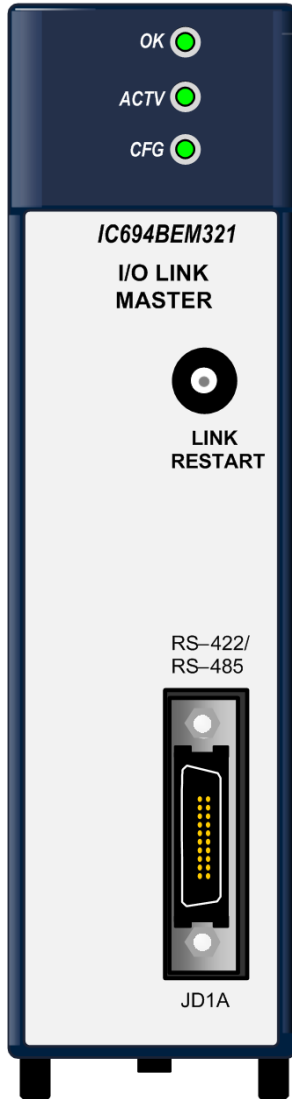 OK
ACTV
CFG
IC694BEM321
I/O LINK
MASTER
LINK
RESTART
RS–422/
RS–485
JD1A